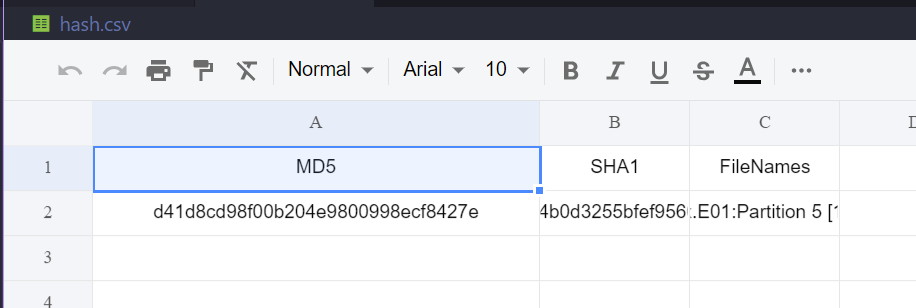 hash.csv
Normal Arial 10 B I U S A
A B C
1 MD5 SHA1 FileNames
2 d41d8cd98f00b204e9800998ecf8427e 4b0d3255bfef956 .E01:Partition 5 [
3
4